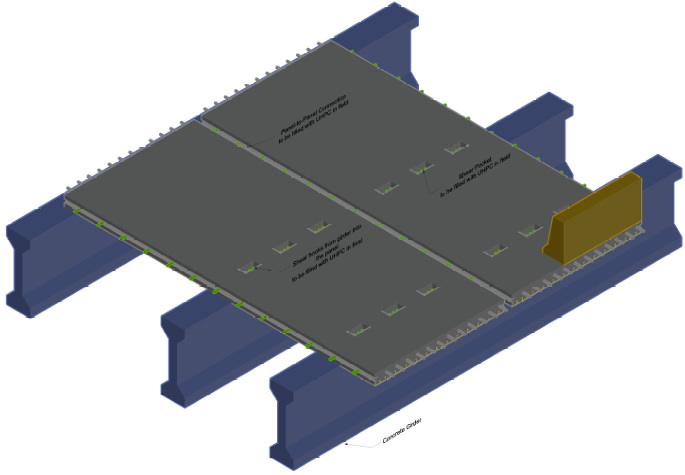 Panel-to-Panel Connection
to be filled with UHPC in field
Shear Pocket
to be filled with UHPC in field
Shear hooks from girder into
the panel
to be filled with UHPC in field
Concrete Girder